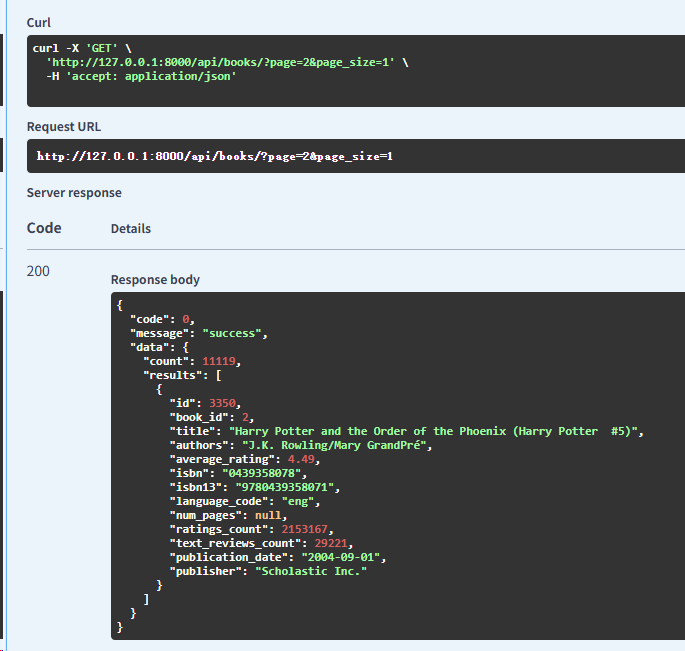 Curl
curl -X 'GET' \
  'http://127.0.0.1:8000/api/books/?page=2&page_size=1' \
  -H 'accept: application/json'
Request URL
http://127.0.0.1:8000/api/books/?page=2&page_size=1
Server response
Code Details
200
Response body
{
  "code": 0,
  "message": "success",
  "data": {
    "count": 11119,
    "results": [
      {
        "id": 3350,
        "book_id": 2,
        "title": "Harry Potter and the Order of the Phoenix (Harry Potter  #5)",
        "authors": "J.K. Rowling/Mary GrandPré",
        "average_rating": 4.49,
        "isbn": "0439358078",
        "isbn13": "9780439358071",
        "language_code": "eng",
        "num_pages": null,
        "ratings_count": 2153167,
        "text_reviews_count": 29221,
        "publication_date": "2004-09-01",
        "publisher": "Scholastic Inc."
      }
    ]
  }
}